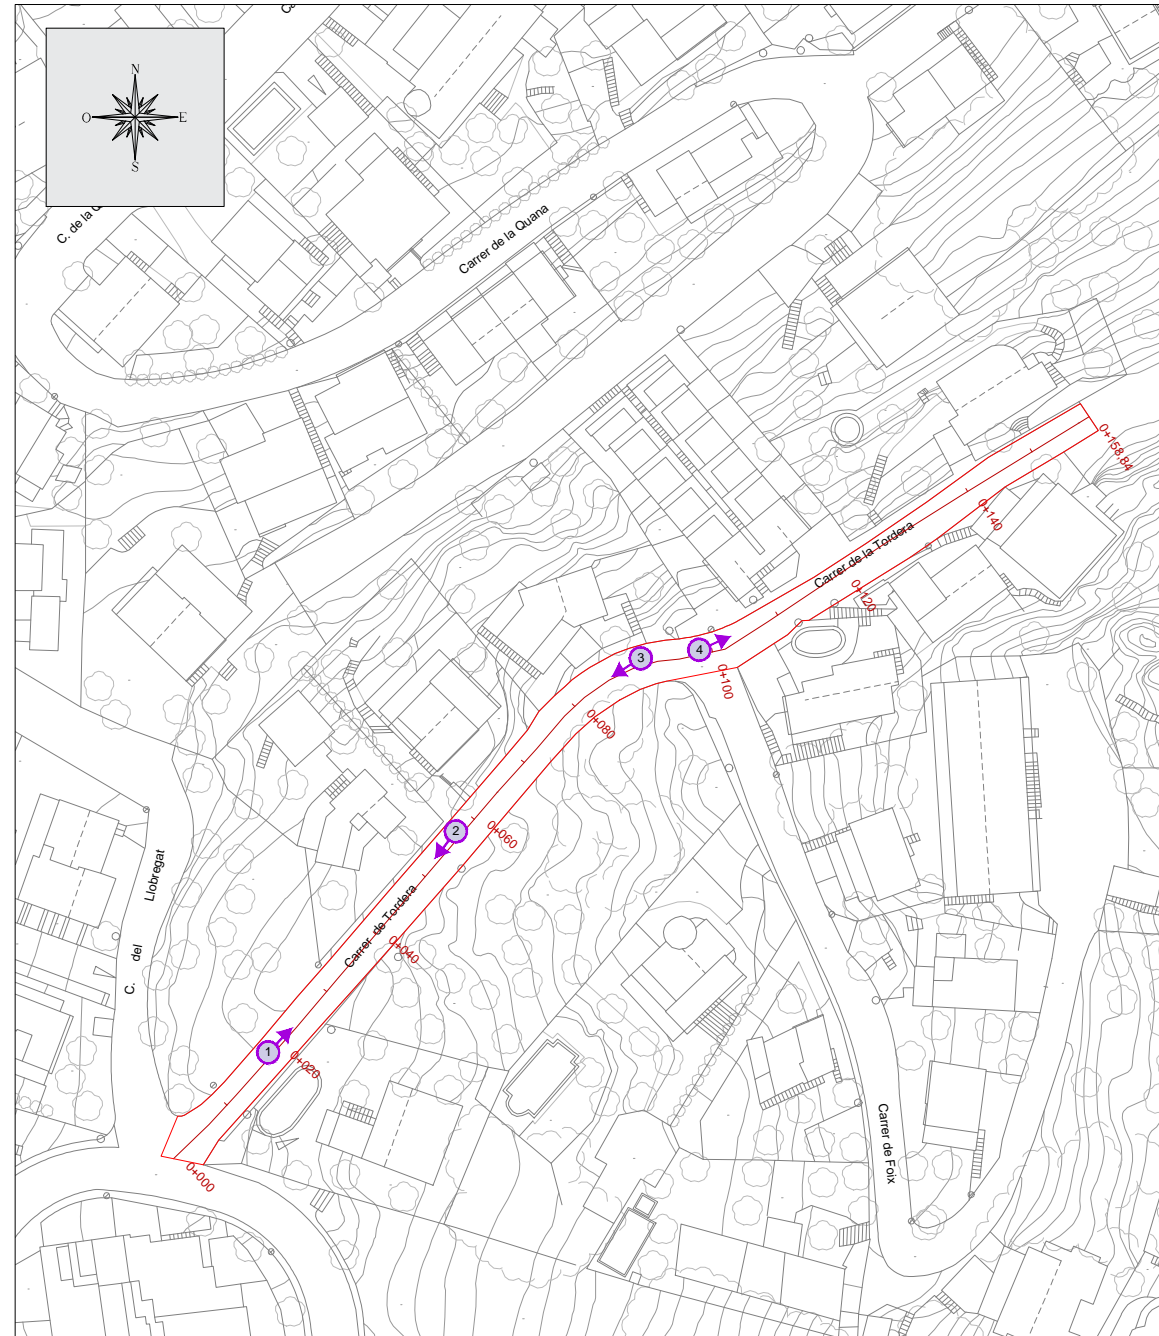 N
O
E
S
C. de la
Carrer de la Quana
0+158,84
0+140
Carrer de la Tordera
0+120
3
4
0+100
0+080
2
0+060
Llobregat
del
C.
Carrer de Tordera
0+040
1
0+020
Carrer de Foix
0+000